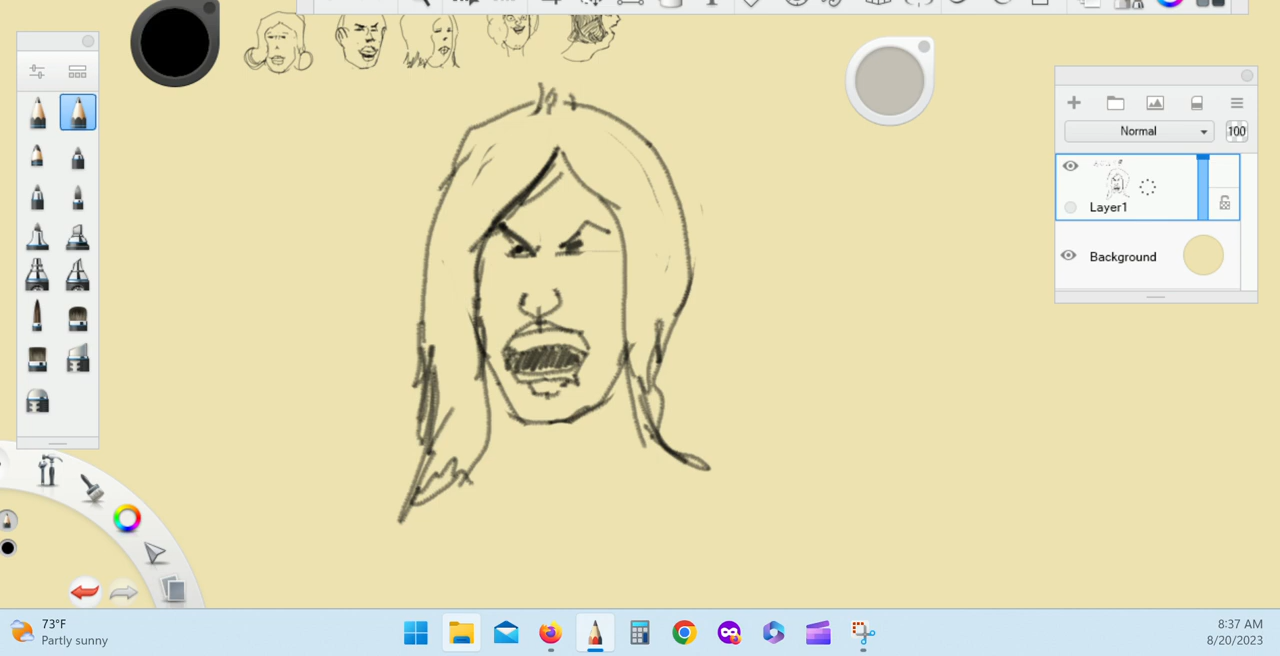 Normal
100
Layer1
Background
73°F
Partly sunny
8:37 AM
8/20/2023